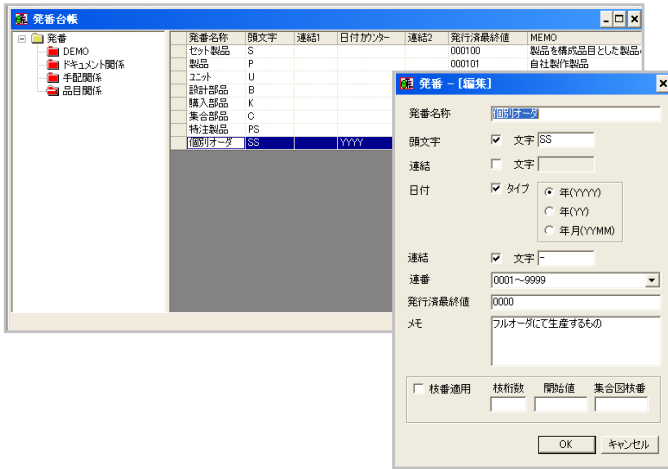 発番台帳
発番
DEMO
ドキュメント関係
手配関係
品目関係
発番名称 頭文字 連結1 日付カウンター 連結2 発行済最終値 MEMO
セット製品 S 000100 製品を構成品目とした製品
製品 P 000101 自社製作製品
ユニット U
設計部品 B
購入部品 K
集合部品 C
特注製品 PS
個別オーダ SS YYYY
発番 - [編集]
発番名称 個別オーダ
頭文字 文字 SS
連結 文字
日付 タイプ 年(YYYY)
年(YY)
年月(YYMM)
連結 文字 -
連番 0001～9999
発行済最終値 0000
メモ フルオーダにて生産するもの
枝番適用 枝桁数 開始値 集合図枝番
OK キャンセル